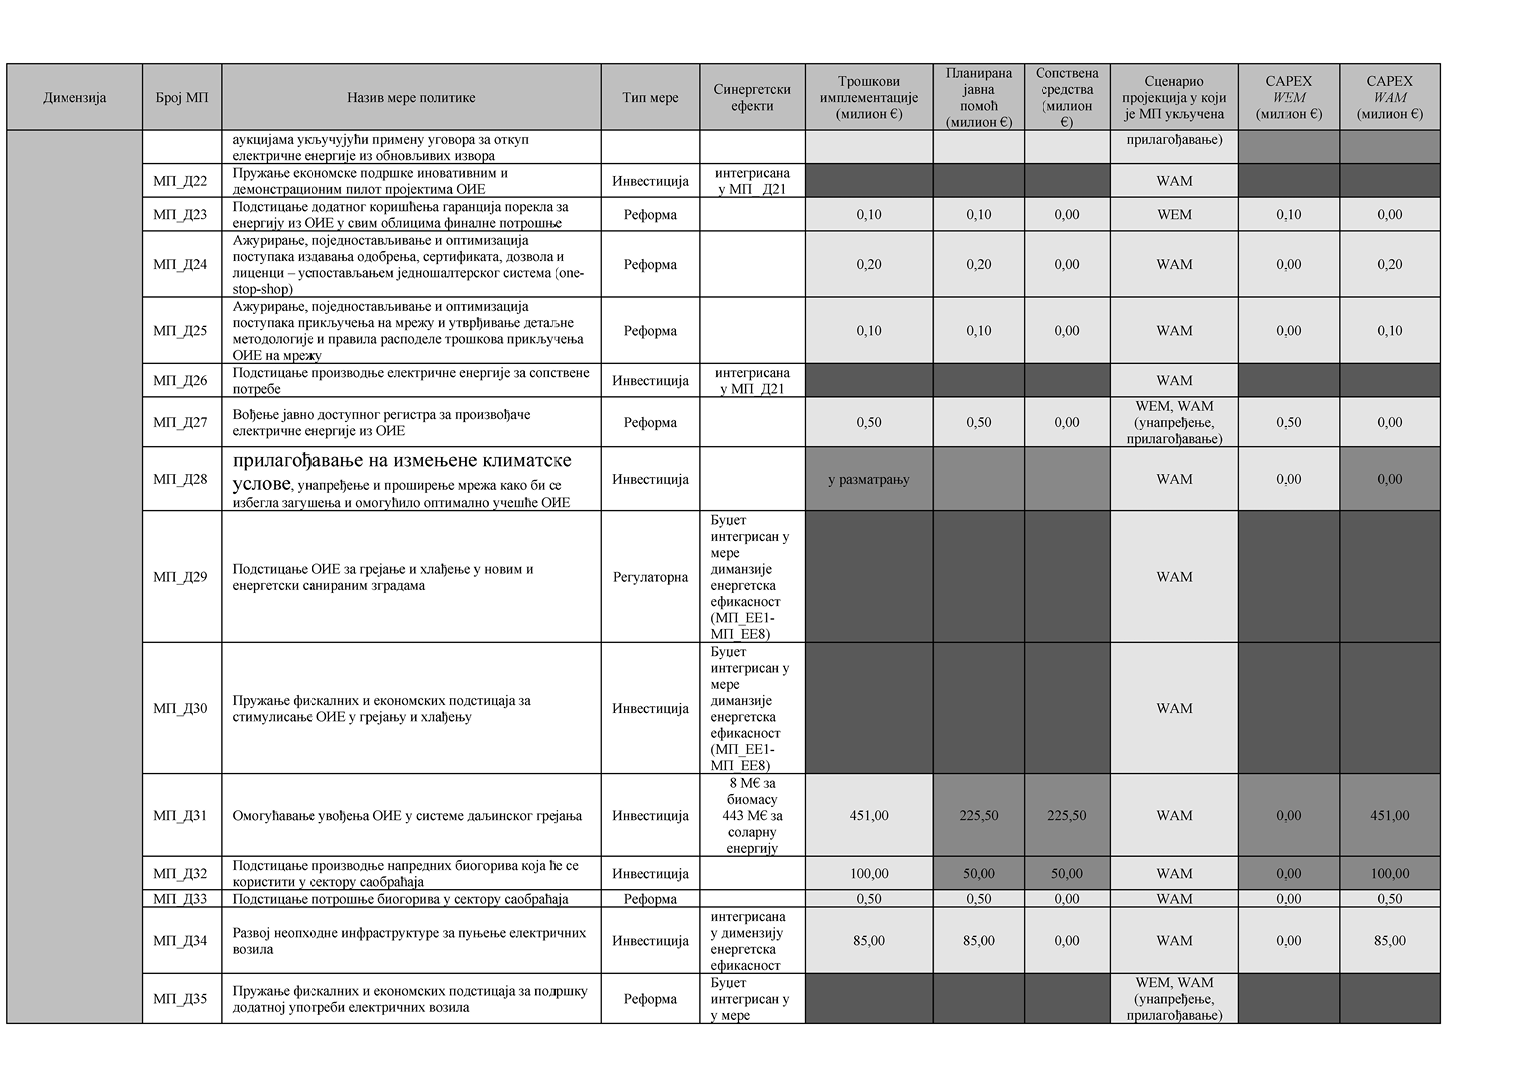 Димензија
Број МП
Назив мере политике
Тип мере
Синергетски
ефекти
Трошкови
имплементације
(милион €)
Планирана
јавна
помоћ
(милион €)
Сопствена
средства
(милион
€)
Сценарио
пројекција у који
је МП укључена
CAPEX
WEM
(милион €)
CAPEX
WAM
(милион €)
аукцијама укључујући примену уговора за откуп
електричне енергије из обновљивих извора
прилагођавање)
МП_Д22
Пружање економске подршке иновативним и
демонстрационим пилот пројектима ОИЕ
Инвестиција
интегрисана
у МП_ Д21
WAM
МП_Д23
Подстицање додатног коришћења гаранција порекла за
енергију из ОИЕ у свим облицима финалне потрошње
Реформа
0,10
0,10
0,00
WEM
0,10
0,00
МП_Д24
Ажурирање, поједностављивање и оптимизација
поступака издавања одобрења, сертификата, дозвола и
лиценци – успостављањем једношалтерског система (one-
stop-shop)
Реформа
0,20
0,20
0,00
WAM
0,00
0,20
МП_Д25
Ажурирање, поједностављивање и оптимизација
поступака прикључења на мрежу и утврђивање детаљне
методологије и правила расподеле трошкова прикључења
ОИЕ на мрежу
Реформа
0,10
0,10
0,00
WAM
0,00
0,10
МП_Д26
Подстицање производње електричне енергије за сопствене
потребе
Инвестиција
интегрисана
у МП_Д21
WAM
МП_Д27
Вођење јавно доступног регистра за произвођаче
електричне енергије из ОИЕ
Реформа
0,50
0,50
0,00
WEM, WAM
(унапређење,
прилагођавање)
0,50
0,00
МП_Д28
прилагођавање на измењене климатске
услове, унапређење и проширење мрежа како би се
избегла загушења и омогућило оптимално учешће ОИЕ
Инвестиција
у разматрању
WAM
0,00
0,00
МП_Д29
Подстицање ОИЕ за грејање и хлађење у новим и
енергетски санираним зградама
Регулаторна
Буџет
интегрисан у
мере
диманзије
енергетска
ефикасност
(МП_ЕЕ1-
МП_ЕЕ8)
WAM
МП_Д30
Пружање фискалних и економских подстицаја за
стимулисање ОИЕ у грејању и хлађењу
Инвестиција
Буџет
интегрисан у
мере
диманзије
енергетска
ефикасност
(МП_ЕЕ1-
МП_ЕЕ8)
WAM
МП_Д31
Омогућавање увођења ОИЕ у системе даљинског грејања
Инвестиција
8 М€ за
биомасу
443 М€ за
соларну
енергију
451,00
225,50
225,50
WAM
0,00
451,00
МП_Д32
Подстицање производње напредних биогорива која ће се
користити у сектору саобраћаја
Инвестиција
100,00
50,00
50,00
WAM
0,00
100,00
МП_Д33
Подстицање потрошње биогорива у сектору саобраћаја
Реформа
0,50
0,50
0,00
WAM
0,00
0,50
МП_Д34
Развој неопходне инфраструктуре за пуњење електричних
возила
Инвестиција
интегрисана
у димензију
енергетска
ефикасност
85,00
85,00
0,00
WAM
0,00
85,00
МП_Д35
Пружање фискалних и економских подстицаја за подршку
додатној употреби електричних возила
Реформа
Буџет
интегрисан у
у мере
WEM, WAM
(унапређење,
прилагођавање)